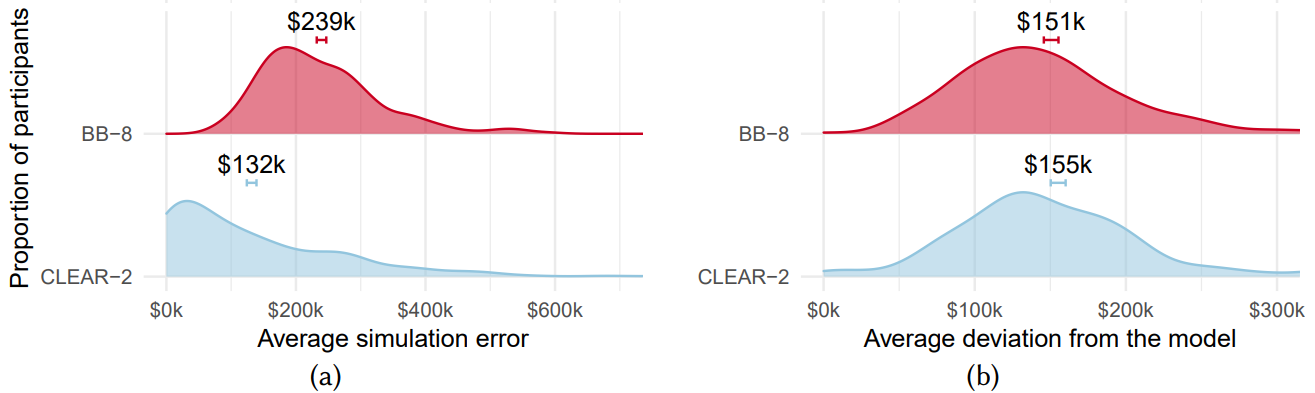 Proportion of participants
$239k
BB−8
$132k
CLEAR−2
$0k $200k $400k $600k
Average simulation error
(a)
$151k
BB−8
$155k
CLEAR−2
$0k $100k $200k $300k
Average deviation from the model
(b)